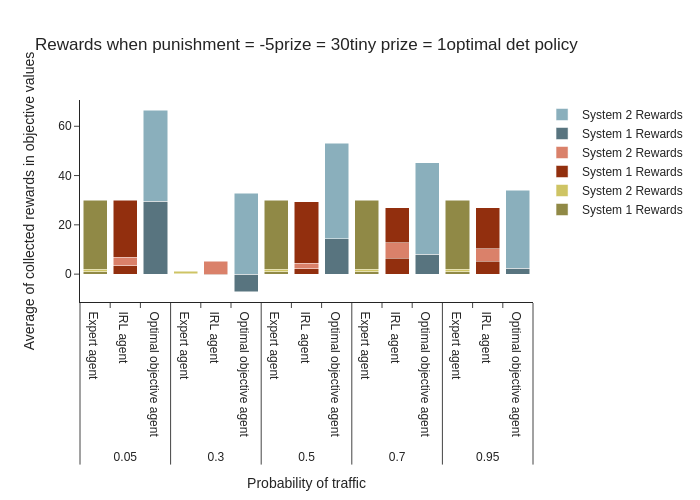 Rewards when punishment = -5prize = 30tiny prize = 1optimal det policy
Average of collected rewards in objective values
60
40
20
0
System 2 Rewards
System 1 Rewards
System 2 Rewards
System 1 Rewards
System 2 Rewards
System 1 Rewards
Expert agent
IRL agent
Optimal objective agent
Expert agent
IRL agent
Optimal objective agent
Expert agent
IRL agent
Optimal objective agent
Expert agent
IRL agent
Optimal objective agent
Expert agent
IRL agent
Optimal objective agent
0.05
0.3
0.5
0.7
0.95
Probability of traffic